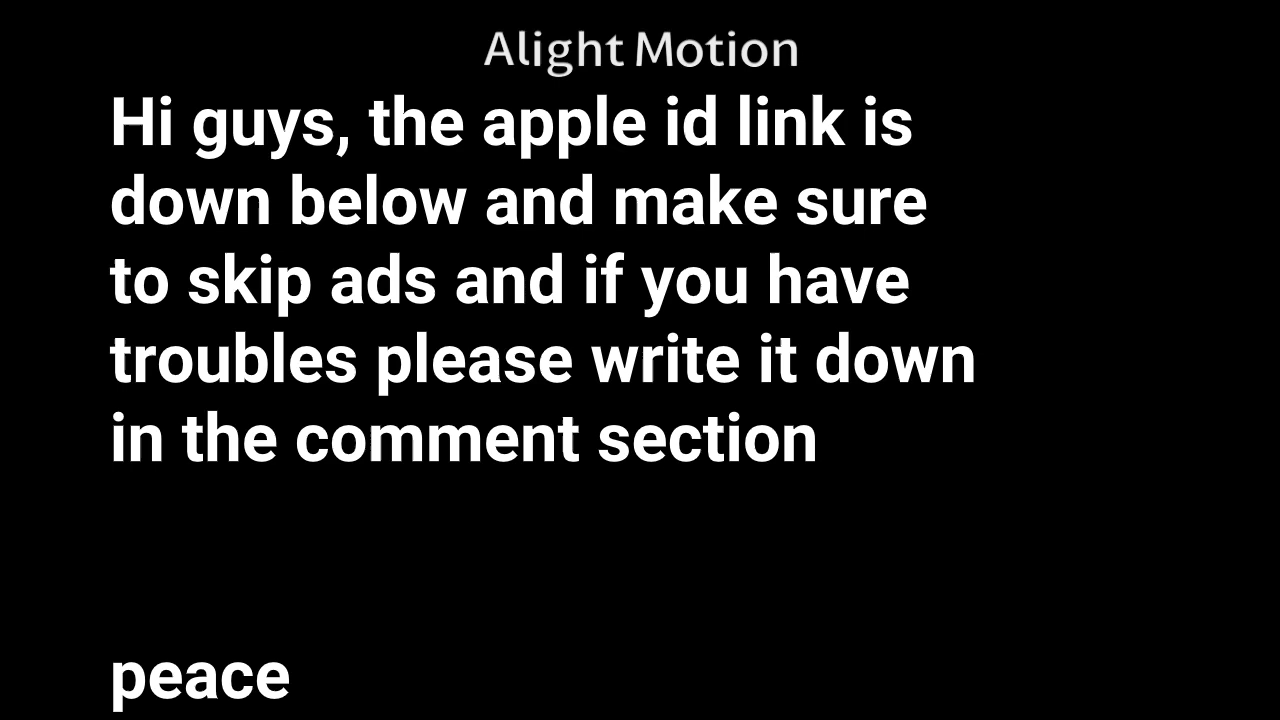 Alight Motion
Hi guys, the apple id link is
down below and make sure
to skip ads and if you have
troubles please write it down
in the comment section
peace